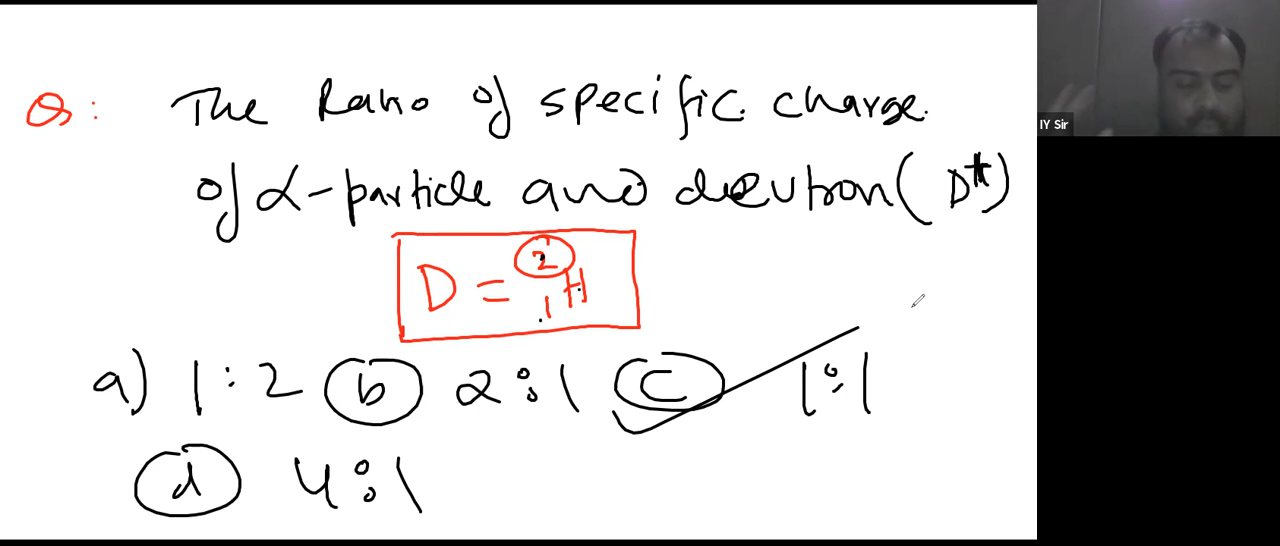 Q: The Ratio of specific charge.
of α-particle and deutron (D⁺)
D = ²₁H
a) 1 : 2 (b) 2 : 1 (c) 1 : 1
(d) 4 : 1
IY Sir